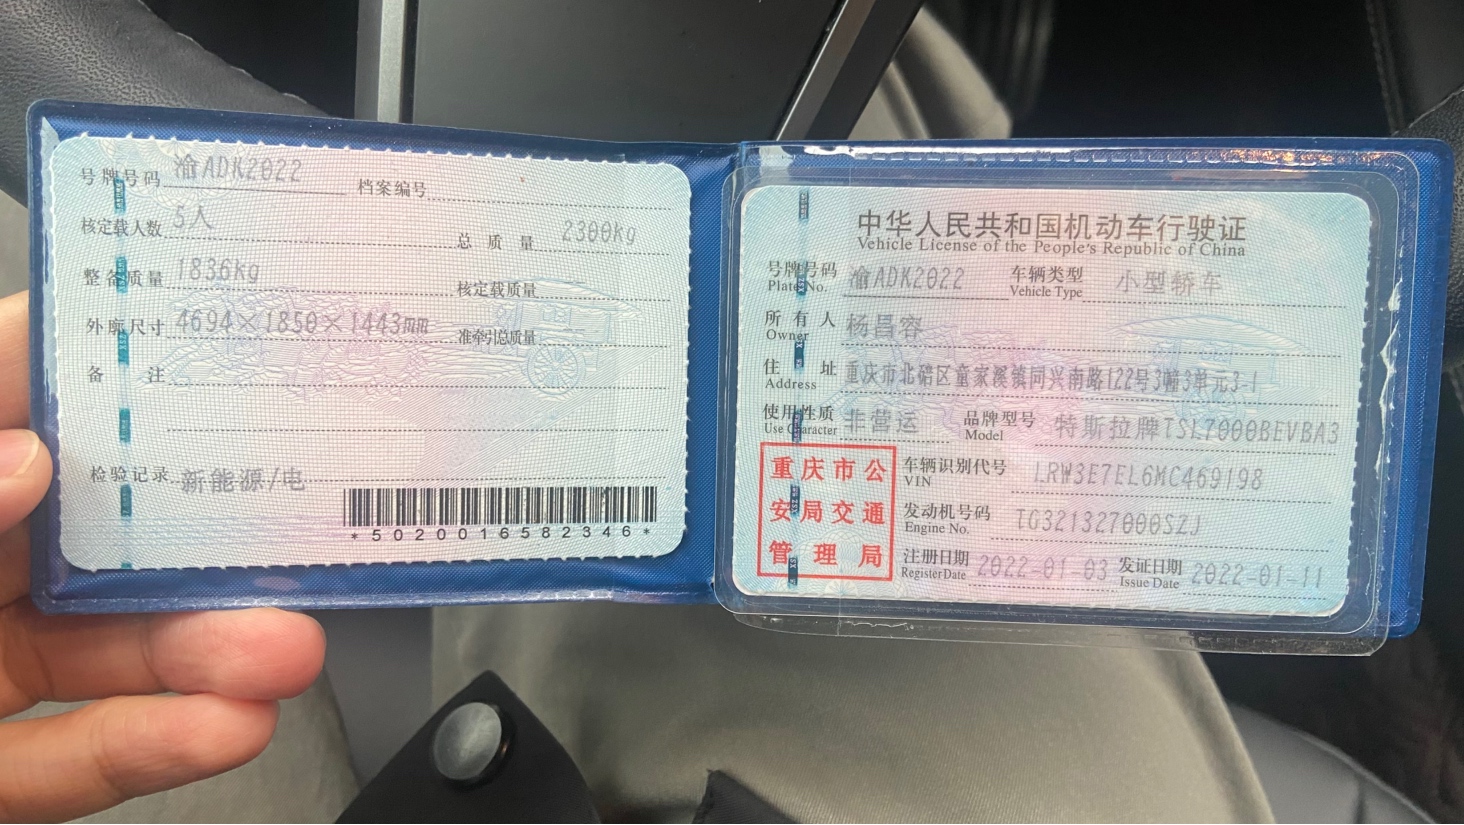 号牌号码 渝ADK2022 档案编号
核定载人数 5人 总质量 2300kg
整备质量 1836kg 核定载质量
外廓尺寸 4694×1850×1443mm 准牵引总质量 —
备注
检验记录 新能源/电
*5020016582346*
中华人民共和国机动车行驶证
Vehicle License of the People's Republic of China
号牌号码 渝ADK2022 车辆类型 小型轿车
Plate No. Vehicle Type
所有人 杨昌容
Owner
住址 重庆市北碚区童家溪镇同兴南路122号3幢3单元3-1
Address
使用性质 非营运 品牌型号 特斯拉牌TSL7000BEVBA3
Use Character Model
重庆市公
安局交通
管理局
车辆识别代号 LRW3E7EL6MC469198
VIN
发动机号码 TG321327000SZJ
Engine No.
注册日期 2022-01-03 发证日期 2022-01-11
Register Date Issue Date